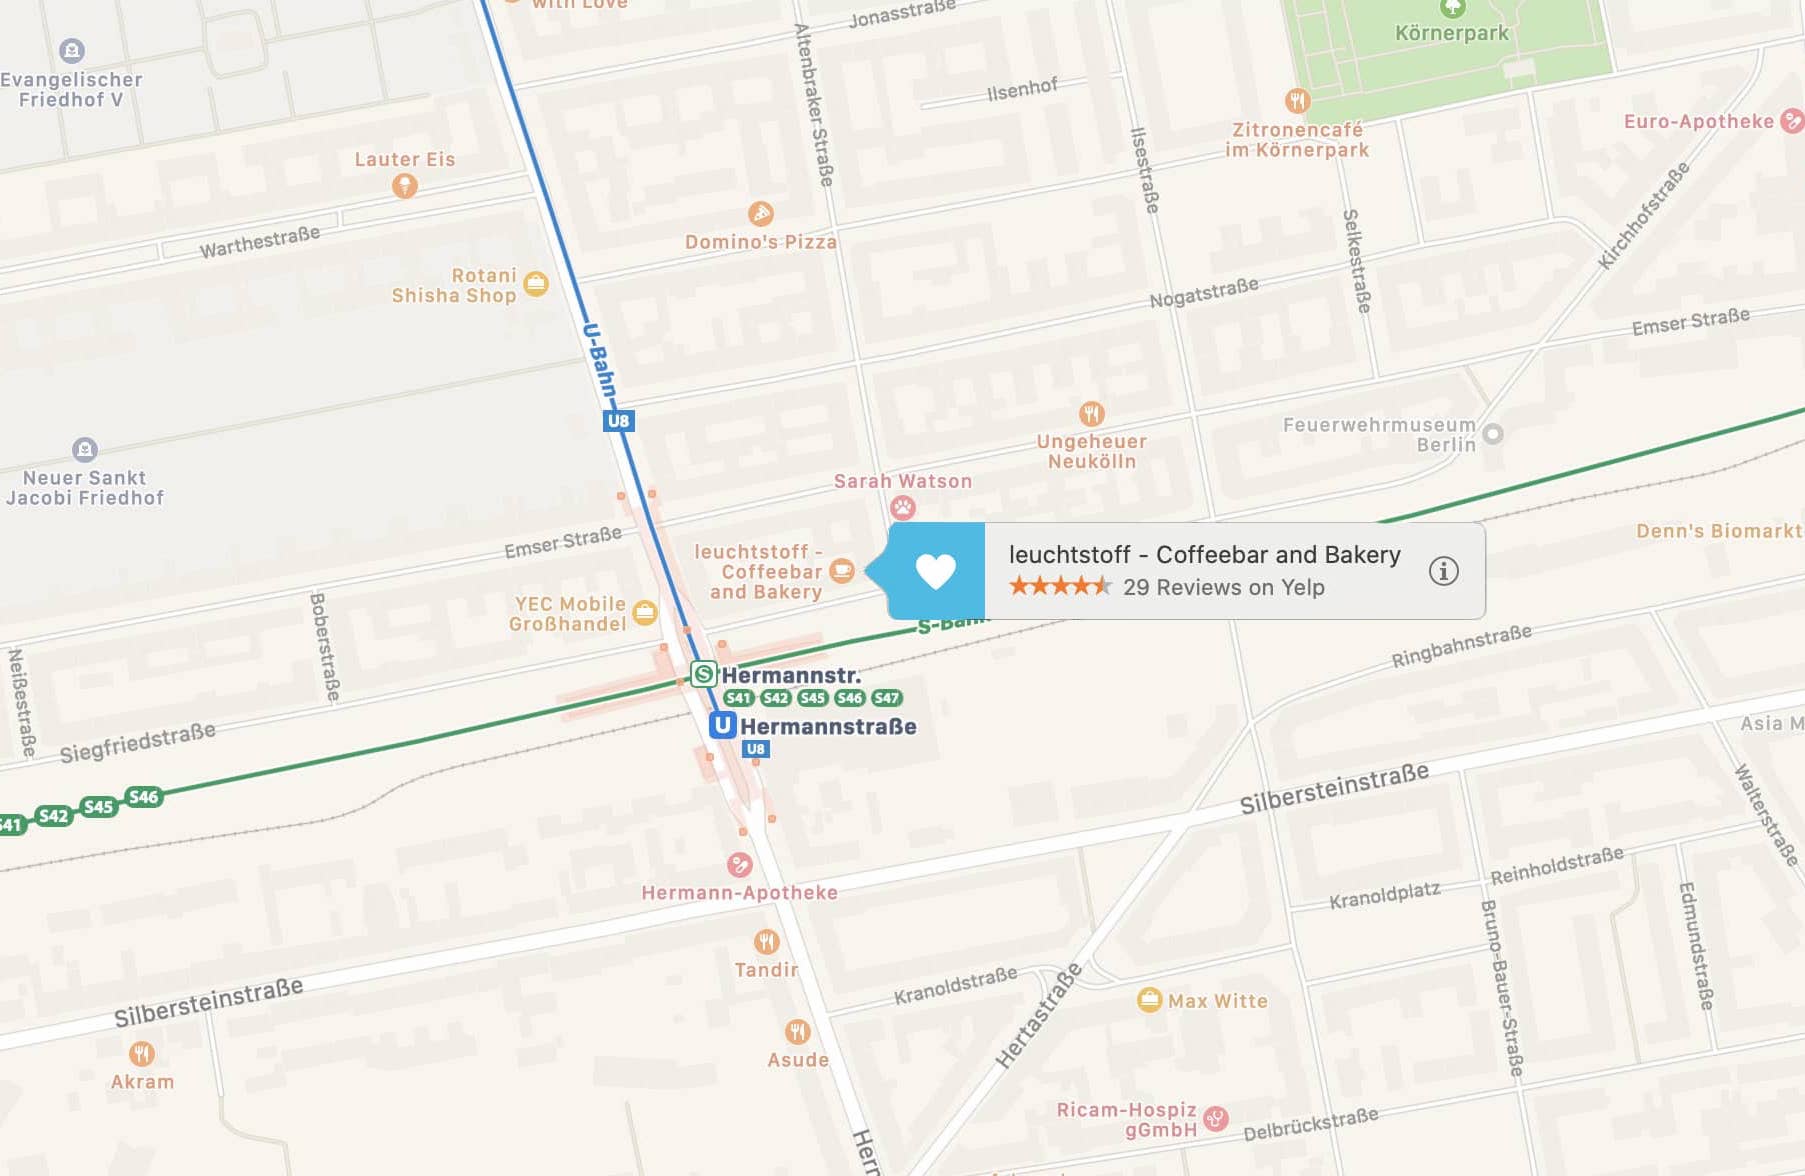 with Love
Jonasstraße
Körnerpark
Altenbraker Straße
Evangelischer
Friedhof V
Ilsenhof
Zitronencafé
im Körnerpark
Euro-Apotheke
Lauter Eis
Ilsestraße
Kirchhofstraße
Warthestraße
Domino's Pizza
Selkestraße
Rotani
Shisha Shop
Nogatstraße
Emser Straße
U-Bahn
U8
Ungeheuer
Neukölln
Feuerwehrmuseum
Berlin
Neuer Sankt
Jacobi Friedhof
Sarah Watson
Emser Straße
leuchtstoff -
Coffeebar
and Bakery
leuchtstoff - Coffeebar and Bakery
29 Reviews on Yelp
Denn's Biomarkt
YEC Mobile
Großhandel
Boberstraße
S-Bahn
Ringbahnstraße
Neißestraße
S Hermannstr.
S41 S42 S45 S46 S47
U Hermannstraße
U8
Siegfriedstraße
Asia M
S41 S42 S45 S46
Silbersteinstraße
Walterstraße
Hermann-Apotheke
Reinholdstraße
Kranoldplatz
Edmundstraße
Bruno-Bauer-Straße
Tandir
Kranoldstraße
Silbersteinstraße
Hertastraße
Max Witte
Asude
Akram
Ricam-Hospiz
gGmbH
Delbrückstraße
Herr